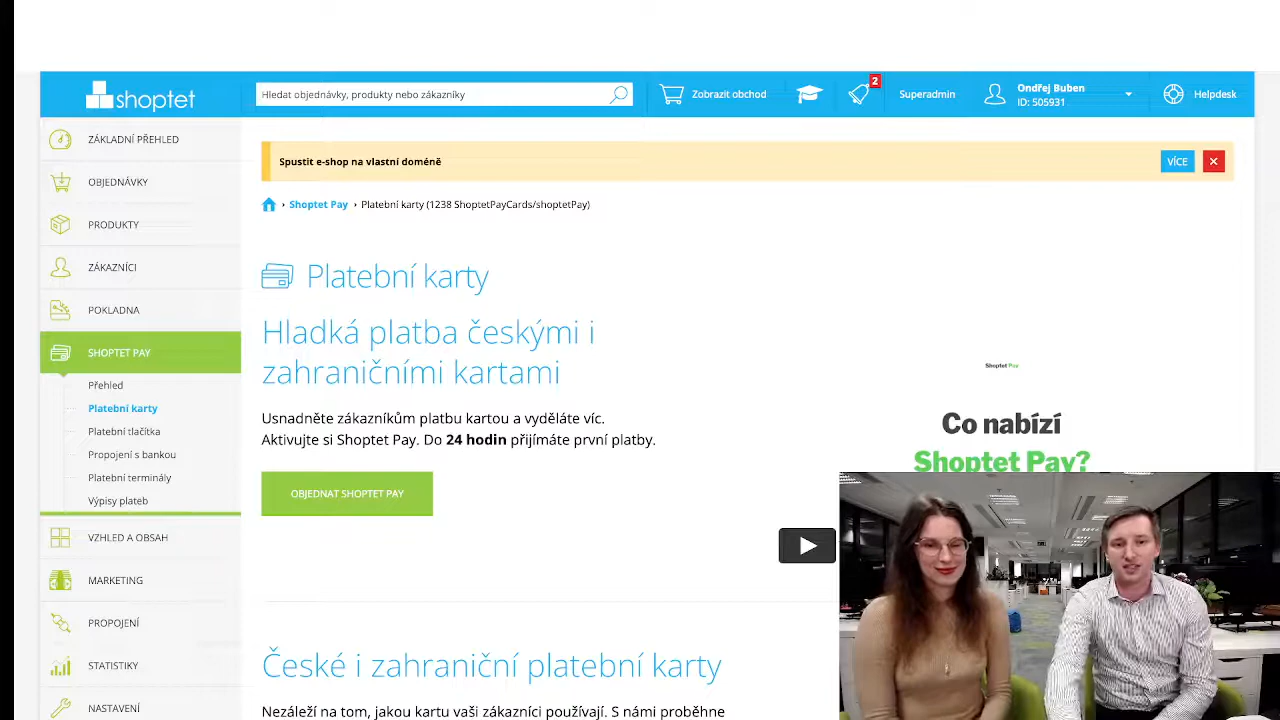 shoptet
Hledat objednávky, produkty nebo zákazníky
Zobrazit obchod
2
Superadmin
Ondřej Buben
ID: 505931
Helpdesk
ZÁKLADNÍ PŘEHLED
OBJEDNÁVKY
PRODUKTY
ZÁKAZNÍCI
POKLADNA
SHOPTET PAY
Přehled
Platební karty
Platební tlačítka
Propojení s bankou
Platební terminály
Výpisy plateb
VZHLED A OBSAH
MARKETING
PROPOJENÍ
STATISTIKY
NASTAVENÍ
Spustit e-shop na vlastní doméně
VÍCE
Shoptet Pay › Platební karty (1238 ShoptetPayCards/shoptetPay)
Platební karty
Hladká platba českými i
zahraničními kartami
Usnadněte zákazníkům platbu kartou a vyděláte víc.
Aktivujte si Shoptet Pay. Do 24 hodin přijímáte první platby.
OBJEDNAT SHOPTET PAY
Shoptet Pay
Co nabízí
Shoptet Pay?
České i zahraniční platební karty
Nezáleží na tom, jakou kartu vaši zákazníci používají. S námi proběhne